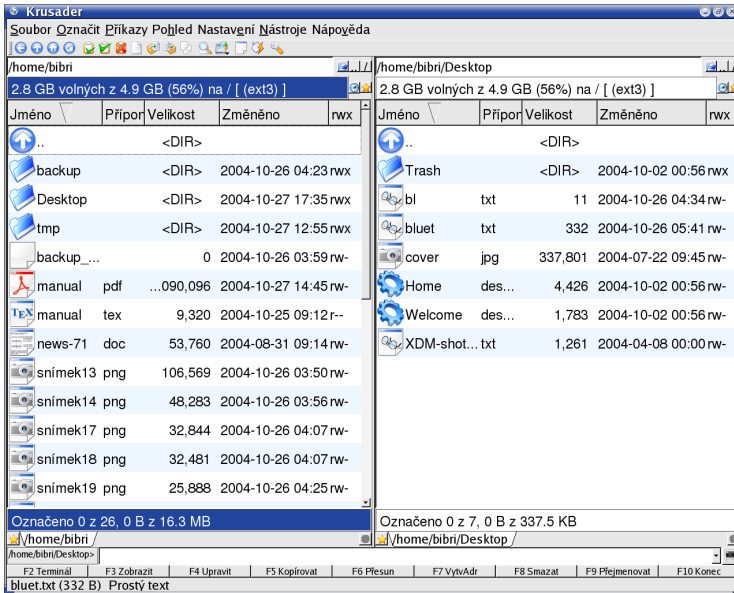 Krusader
Soubor Označit Příkazy Pohled Nastavení Nástroje Nápověda
/home/bibri
/home/bibri/Desktop
2.8 GB volných z 4.9 GB (56%) na / [ (ext3) ]
2.8 GB volných z 4.9 GB (56%) na / [ (ext3) ]
Jméno Přípor Velikost Změněno rwx
.. <DIR>
backup <DIR> 2004-10-26 04:23 rwx
Desktop <DIR> 2004-10-27 17:35 rwx
tmp <DIR> 2004-10-27 12:55 rwx
backup_... 0 2004-10-26 03:59 rw-
manual pdf ...090,096 2004-10-27 14:45 rw-
manual tex 9,320 2004-10-25 09:12 r--
news-71 doc 53,760 2004-08-31 09:14 rw-
snímek13 png 106,569 2004-10-26 03:50 rw-
snímek14 png 48,283 2004-10-26 03:56 rw-
snímek17 png 32,844 2004-10-26 04:07 rw-
snímek18 png 32,481 2004-10-26 04:07 rw-
snímek19 png 25,888 2004-10-26 04:25 rw-
Označeno 0 z 26, 0 B z 16.3 MB
/home/bibri
Jméno Přípor Velikost Změněno rwx
.. <DIR>
Trash <DIR> 2004-10-02 00:56 rwx
bl txt 11 2004-10-26 04:34 rw-
bluet txt 332 2004-10-26 05:41 rw-
cover jpg 337,801 2004-07-22 09:45 rw-
Home des... 4,426 2004-10-02 00:56 rw-
Welcome des... 1,783 2004-10-02 00:56 rw-
XDM-shot... txt 1,261 2004-04-08 00:00 rw-
Označeno 0 z 7, 0 B z 337.5 KB
/home/bibri/Desktop
/home/bibri/Desktop>
F2 Terminál F3 Zobrazit F4 Upravit F5 Kopírovat F6 Přesun F7 VytvAdr F8 Smazat F9 Přejmenovat F10 Konec
bluet.txt (332 B) Prostý text